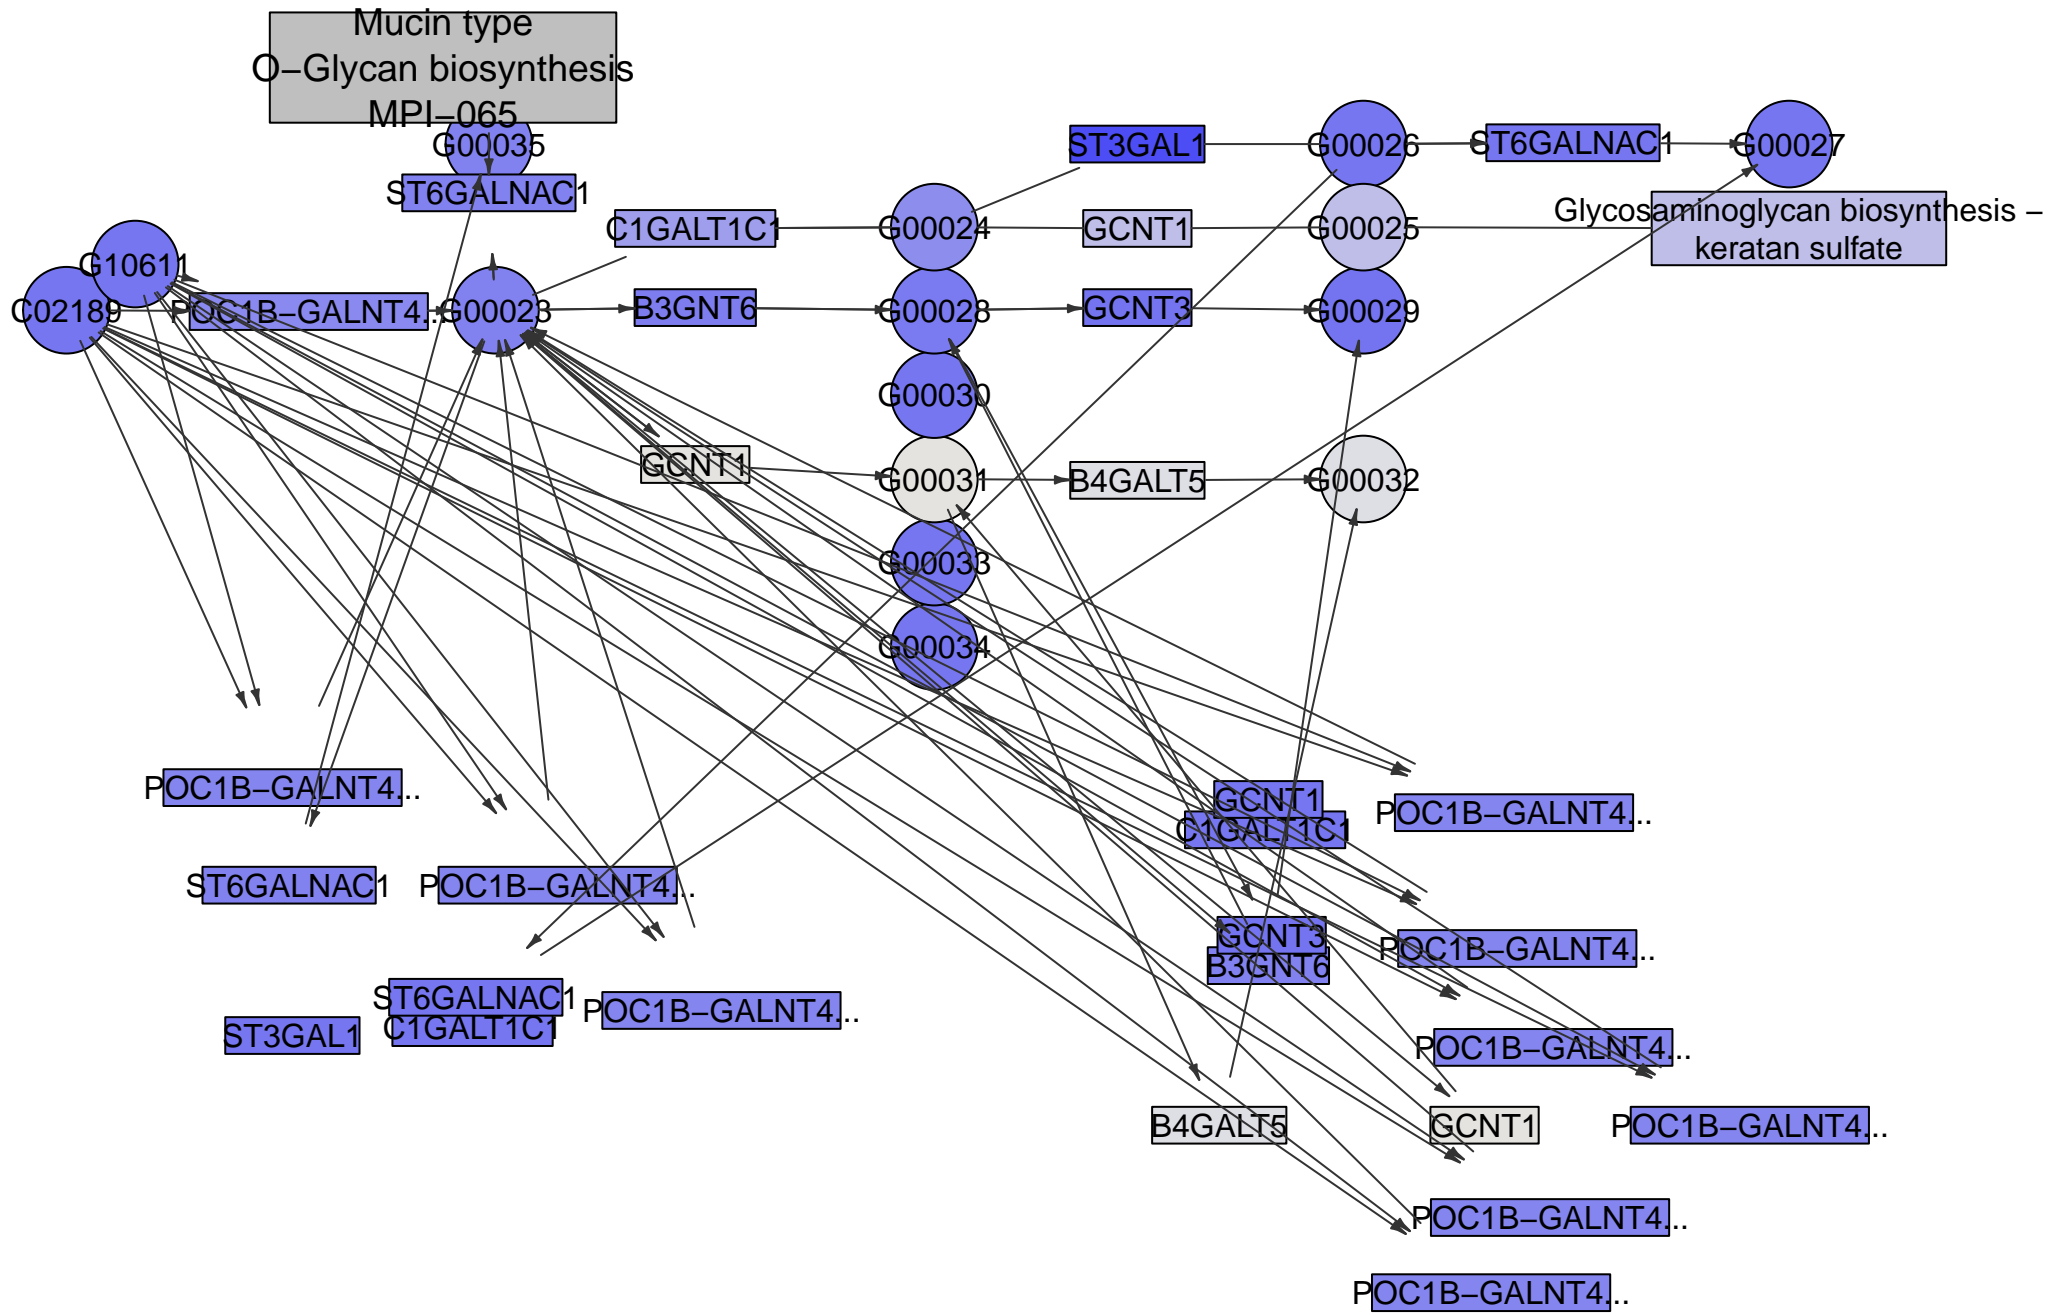 Mucin type
O−Glycan biosynthesis
MPI−065
G00035
ST6GALNAC1
ST3GAL1
G00026
ST6GALNAC1
G00027
C1GALT1C1
G00024
GCNT1
G00025
Glycosaminoglycan biosynthesis −
keratan sulfate
G10611
C02189
POC1B−GALNT4...
G00023
B3GNT6
G00028
GCNT3
G00029
G00030
GCNT1
G00031
B4GALT5
G00032
G00033
G00034
POC1B−GALNT4...
GCNT1
POC1B−GALNT4...
C1GALT1C1
ST6GALNAC1
POC1B−GALNT4...
GCNT3
POC1B−GALNT4...
B3GNT6
ST6GALNAC1
POC1B−GALNT4...
ST3GAL1
C1GALT1C1
POC1B−GALNT4...
B4GALT5
GCNT1
POC1B−GALNT4...
POC1B−GALNT4...
POC1B−GALNT4...